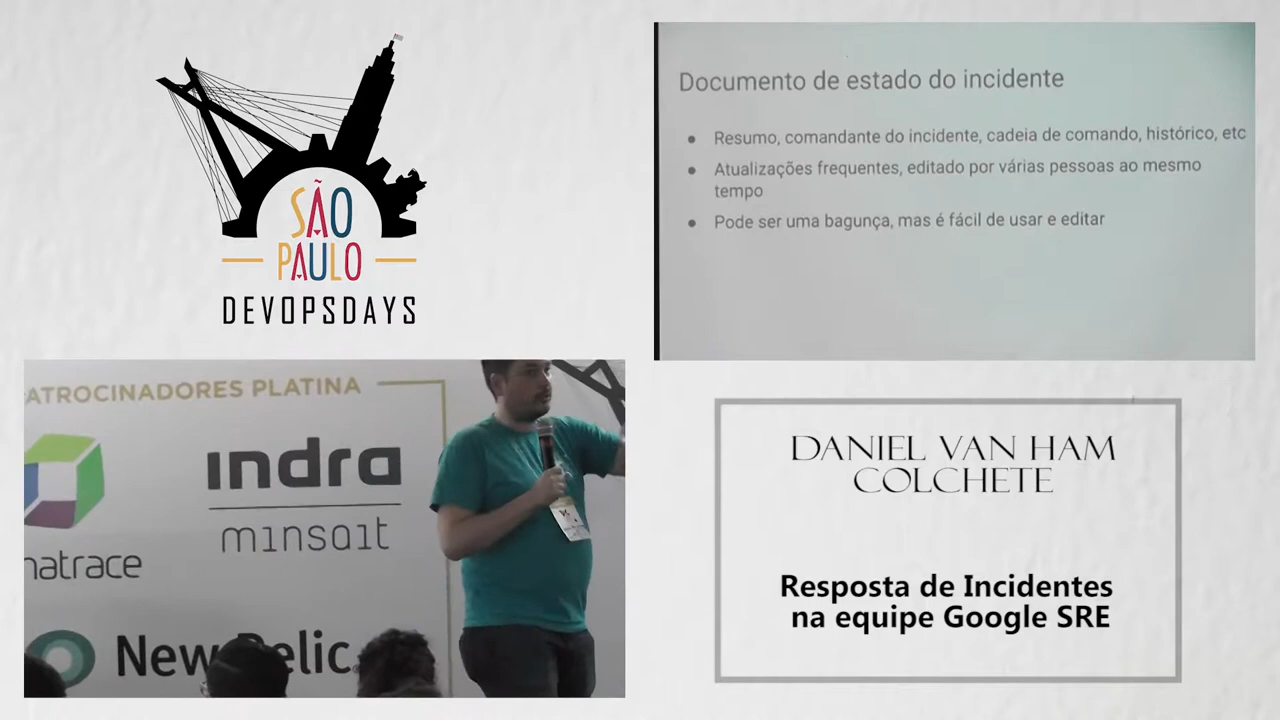 SÃO
PAULO
DEVOPSDAYS
Documento de estado do incidente
• Resumo, comandante do incidente, cadeia de comando, histórico, etc
• Atualizações frequentes, editado por várias pessoas ao mesmo
tempo
• Pode ser uma bagunça, mas é fácil de usar e editar
ATROCINADORES PLATINA
indra
minsait
natrace
New Relic
DANIEL VAN HAM
COLCHETE
Resposta de Incidentes
na equipe Google SRE